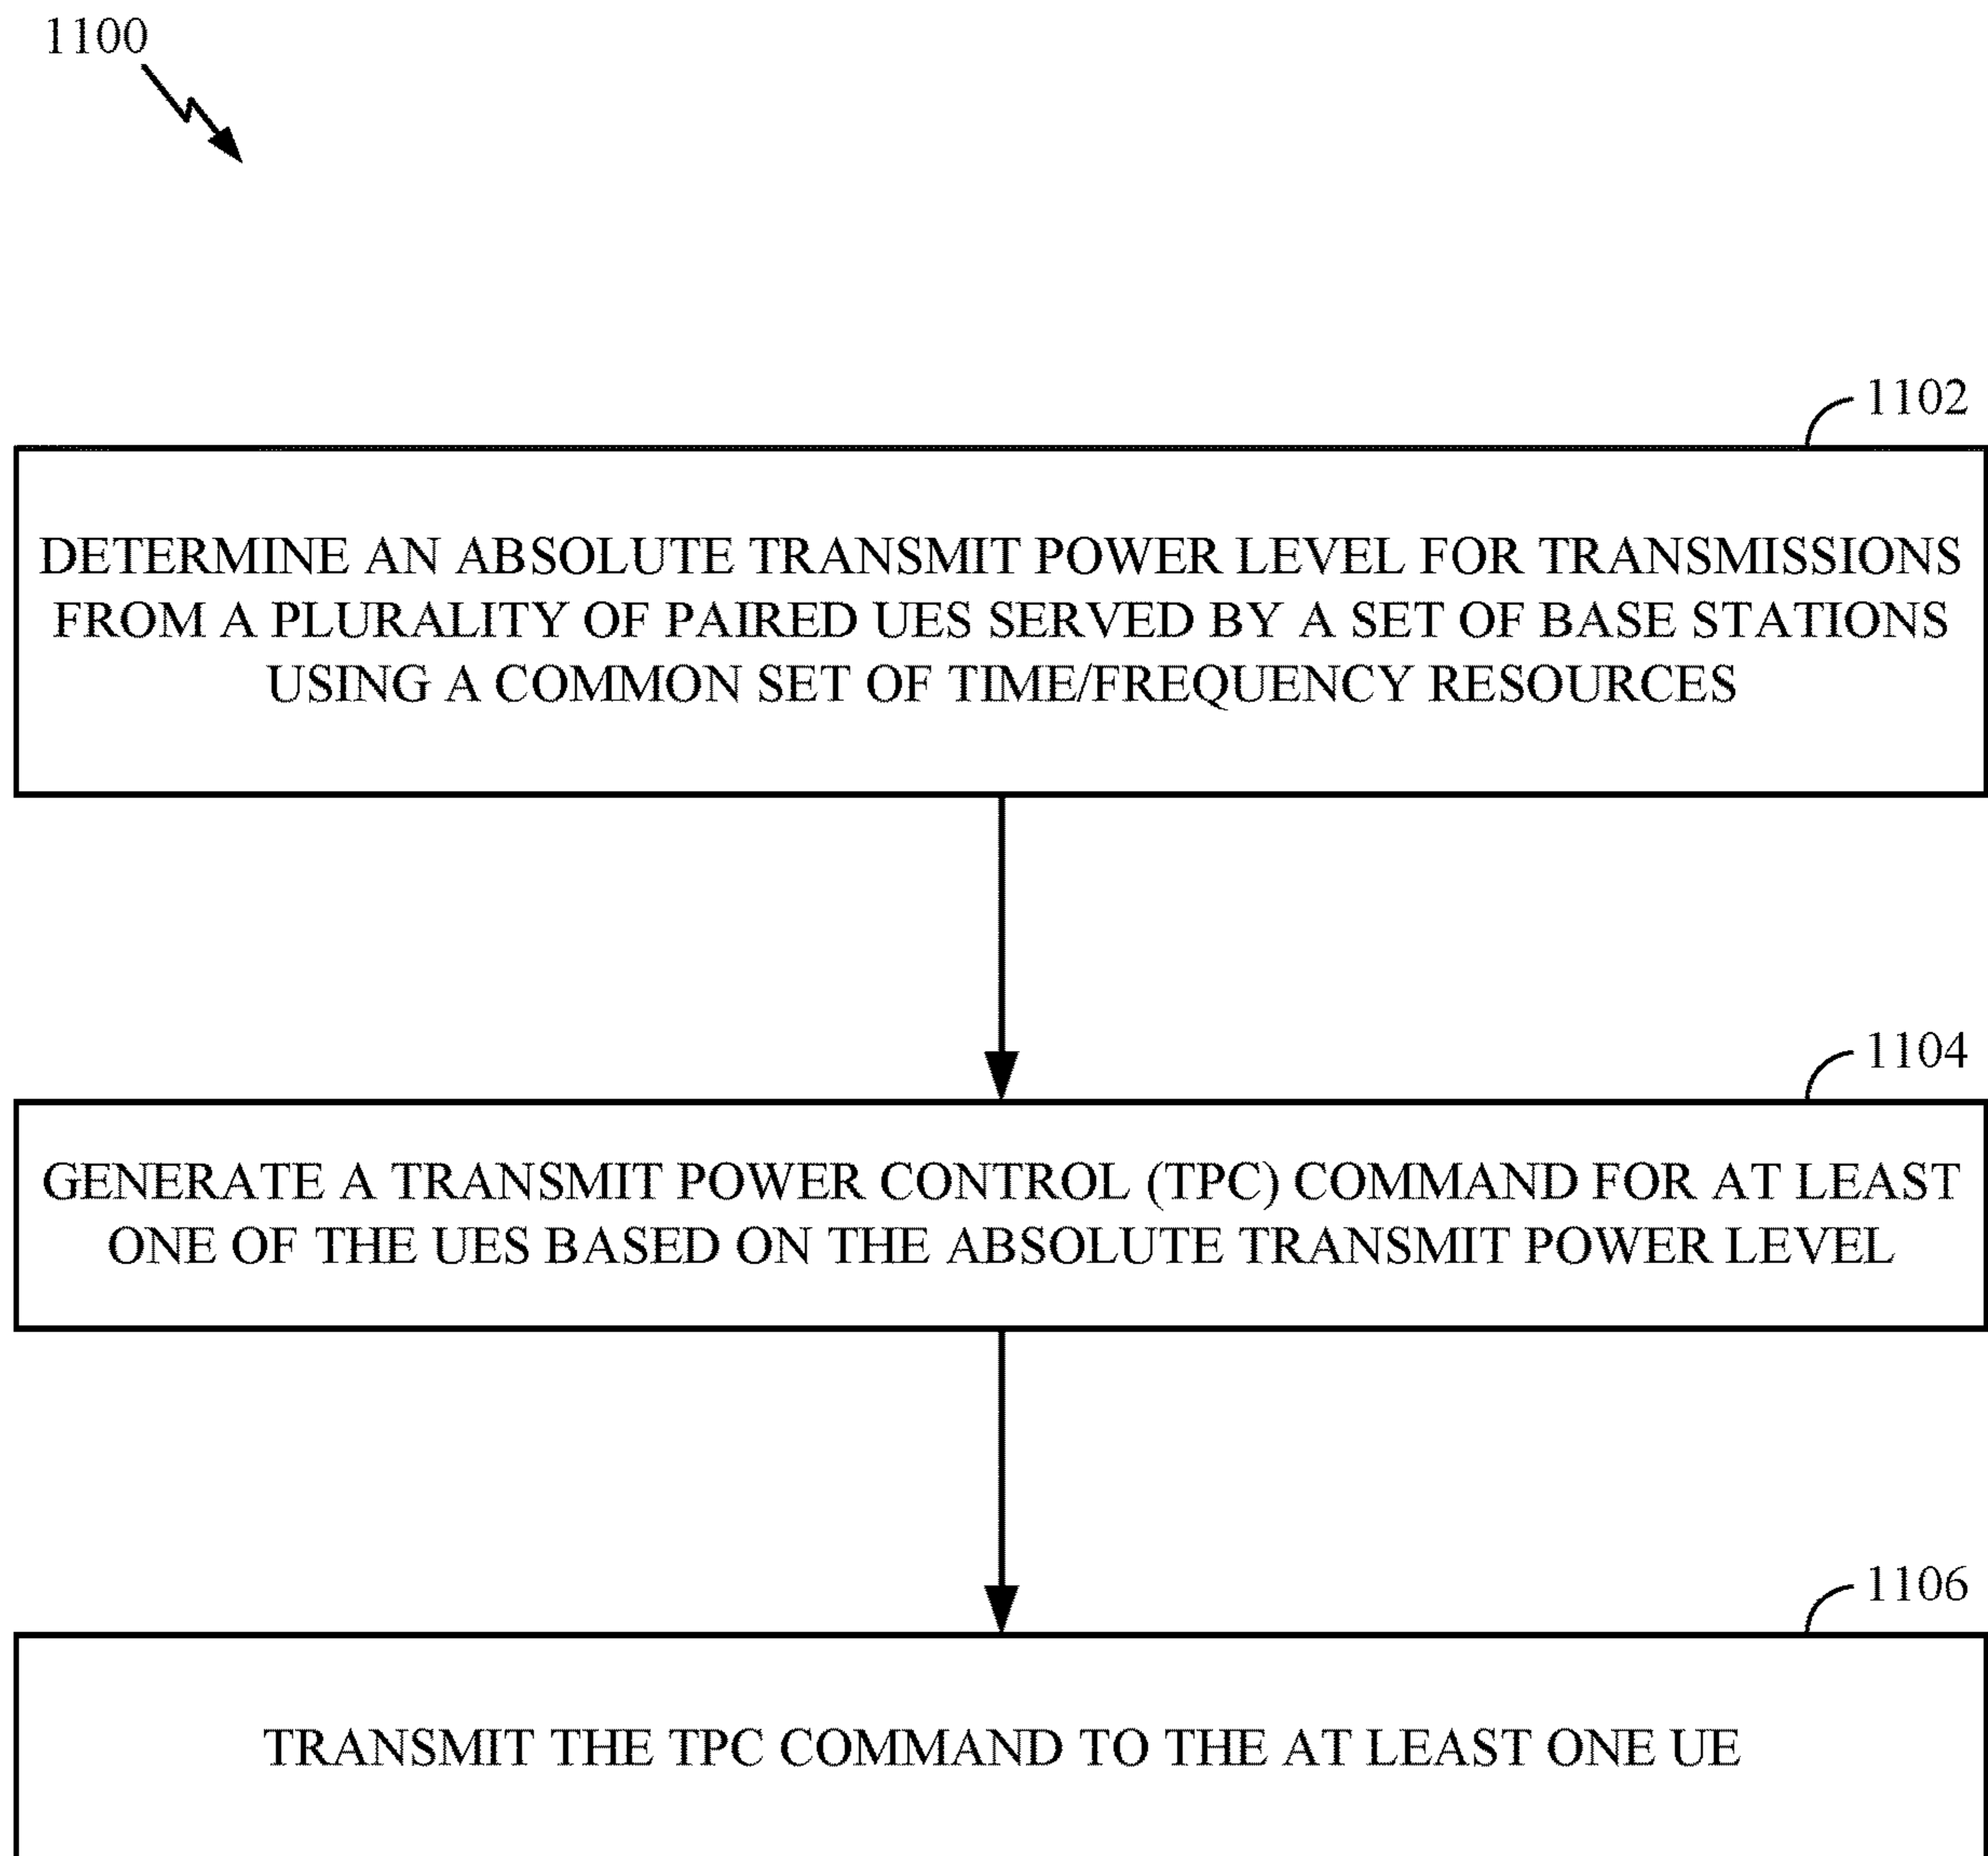 1100
1102
DETERMINE AN ABSOLUTE TRANSMIT POWER LEVEL FOR TRANSMISSIONS
FROM A PLURALITY OF PAIRED UES SERVED BY A SET OF BASE STATIONS
USING A COMMON SET OF TIME/FREQUENCY RESOURCES
1104
GENERATE A TRANSMIT POWER CONTROL (TPC) COMMAND FOR AT LEAST
ONE OF THE UES BASED ON THE ABSOLUTE TRANSMIT POWER LEVEL
1106
TRANSMIT THE TPC COMMAND TO THE AT LEAST ONE UE